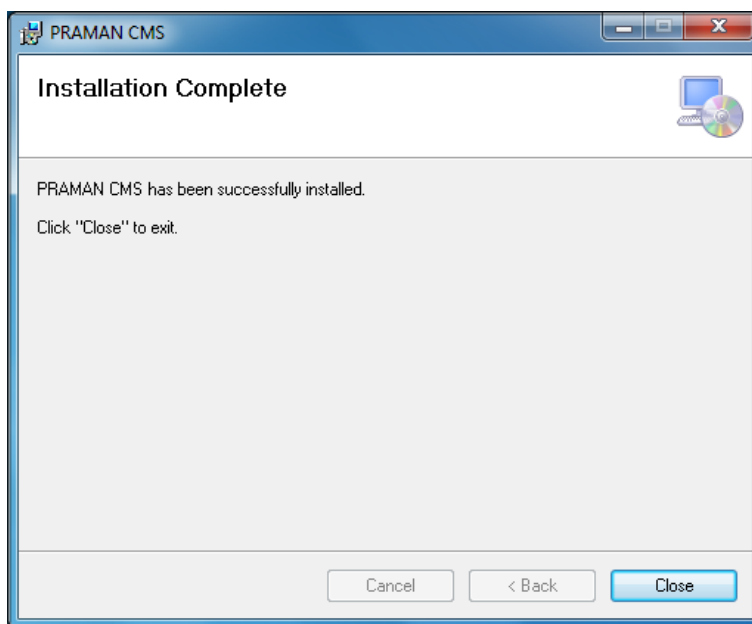 PRAMAN CMS
Installation Complete
PRAMAN CMS has been successfully installed.
Click "Close" to exit.
Cancel
< Back
Close